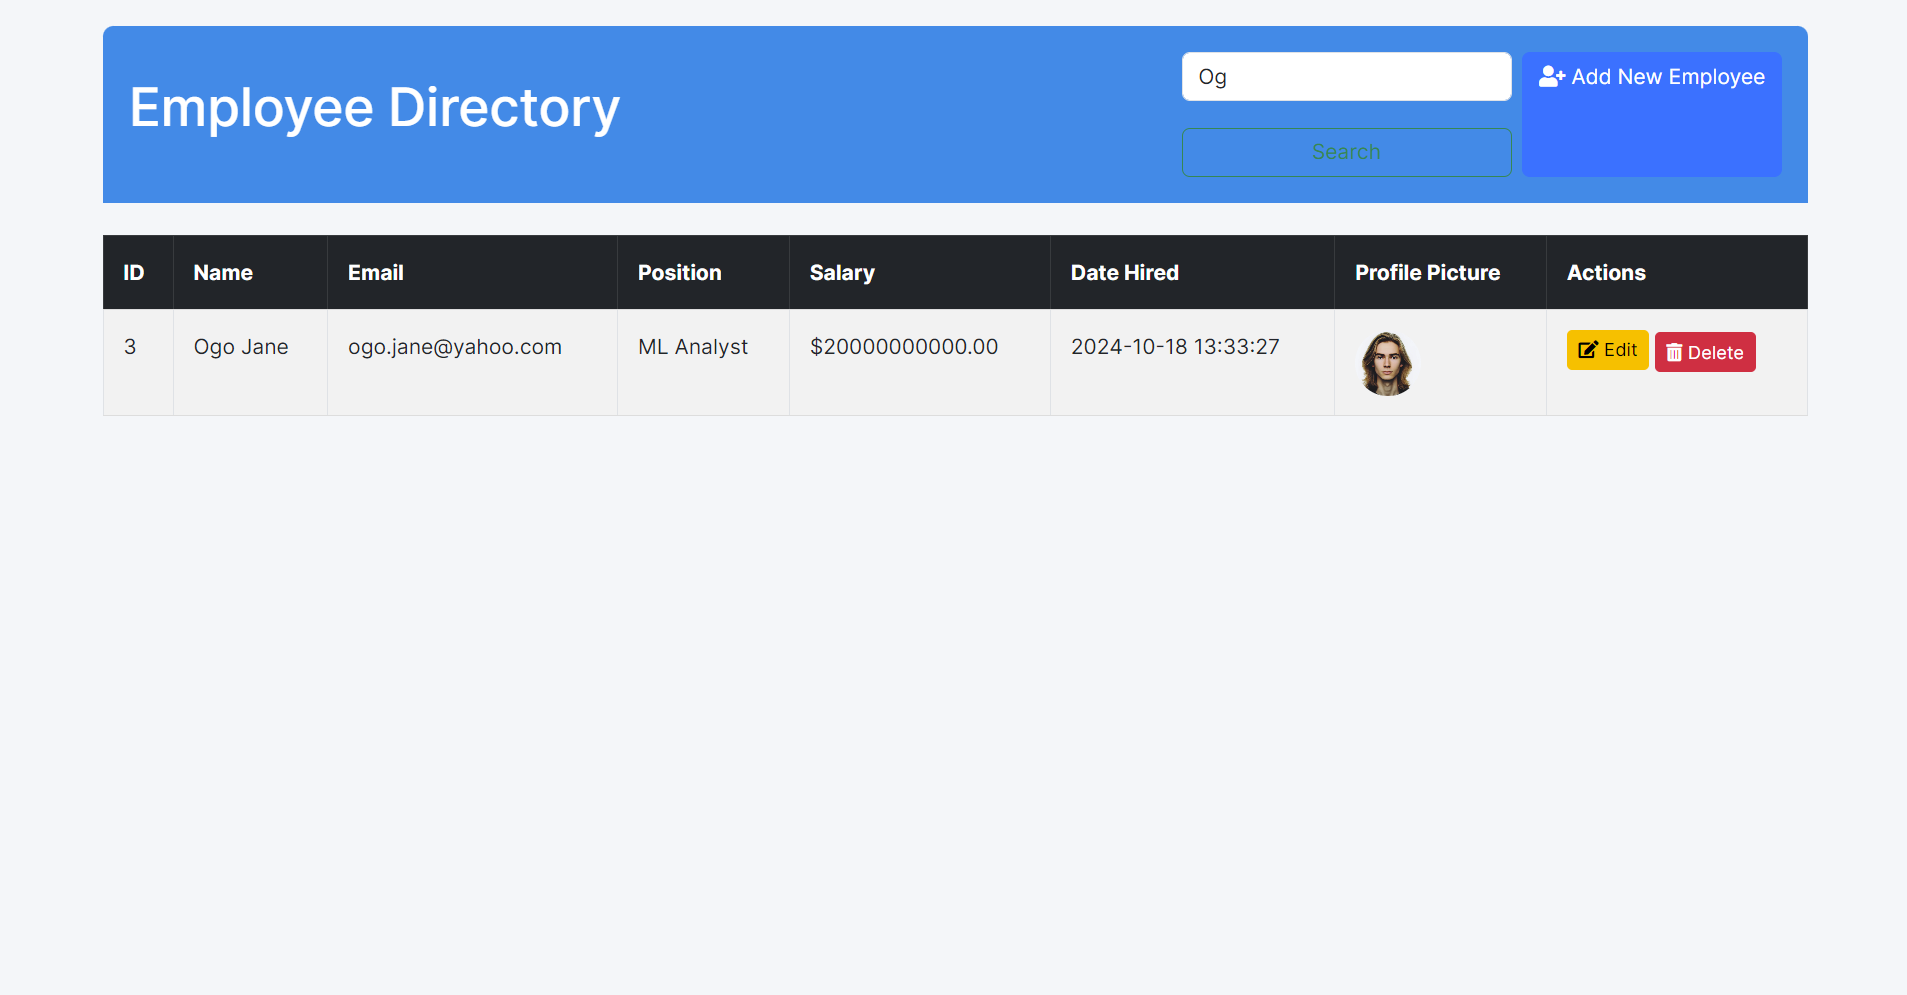 Employee Directory
Og
Add New Employee
Search
ID Name Email Position Salary Date Hired Profile Picture Actions
3 Ogo Jane ogo.jane@yahoo.com ML Analyst $20000000000.00 2024-10-18 13:33:27 Edit Delete